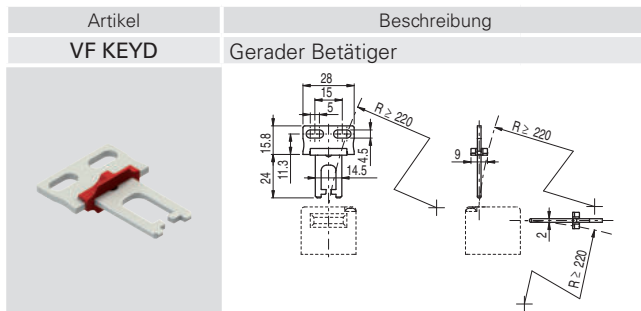 Artikel Beschreibung
VF KEYD Gerader Betätiger
28
15
5
R ≥ 220
15.8
11.3
4.5
24
14.5
R ≥ 220
9
2
R ≥ 220